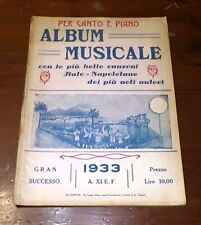 PER CANTO E PIANO
ALBUM
MUSICALE
con le più belle canzoni
Italo - Napoletane
dei più noti autori
GRAN
SUCCESSO
1933
A. XI E. F.
Prezzo
Lire 10,00